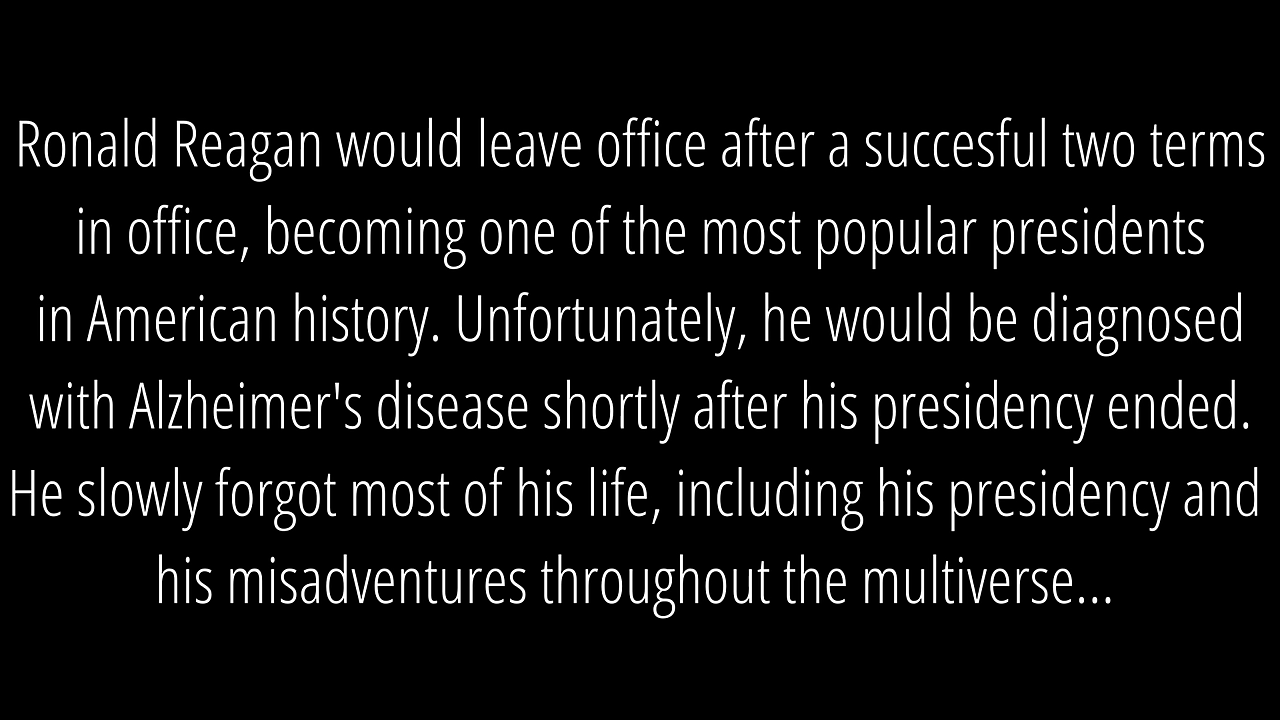 Ronald Reagan would leave office after a succesful two terms
in office, becoming one of the most popular presidents
in American history. Unfortunately, he would be diagnosed
with Alzheimer's disease shortly after his presidency ended.
He slowly forgot most of his life, including his presidency and
his misadventures throughout the multiverse...